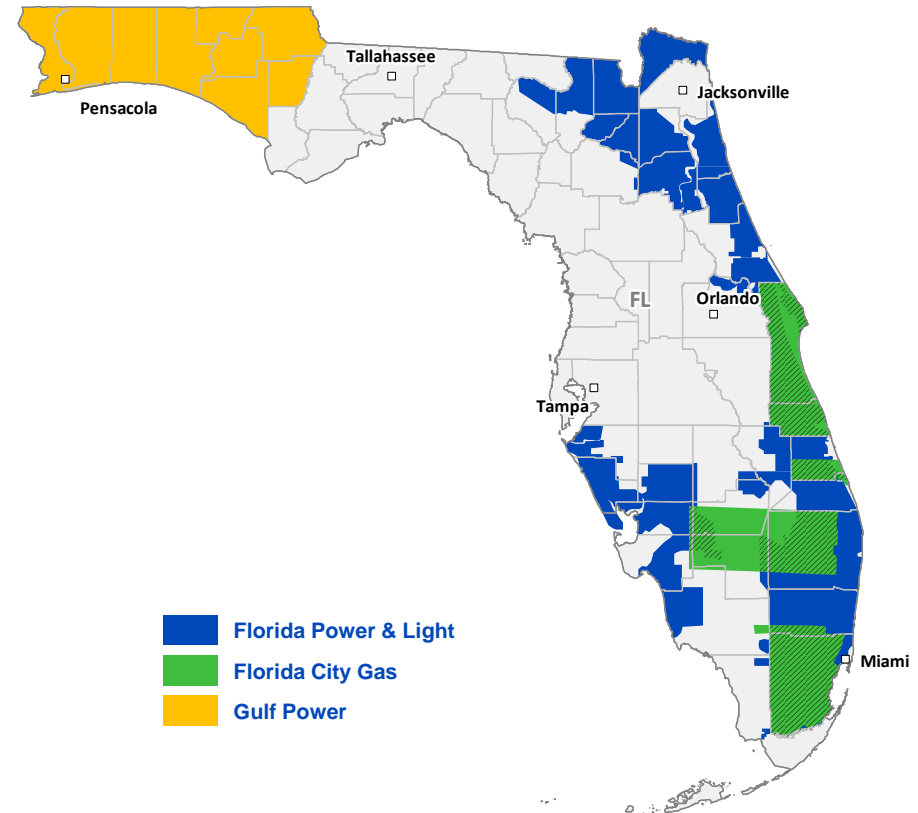 Tallahassee
Jacksonville
Pensacola
FL
Orlando
Tampa
Miami
Florida Power & Light
Florida City Gas
Gulf Power